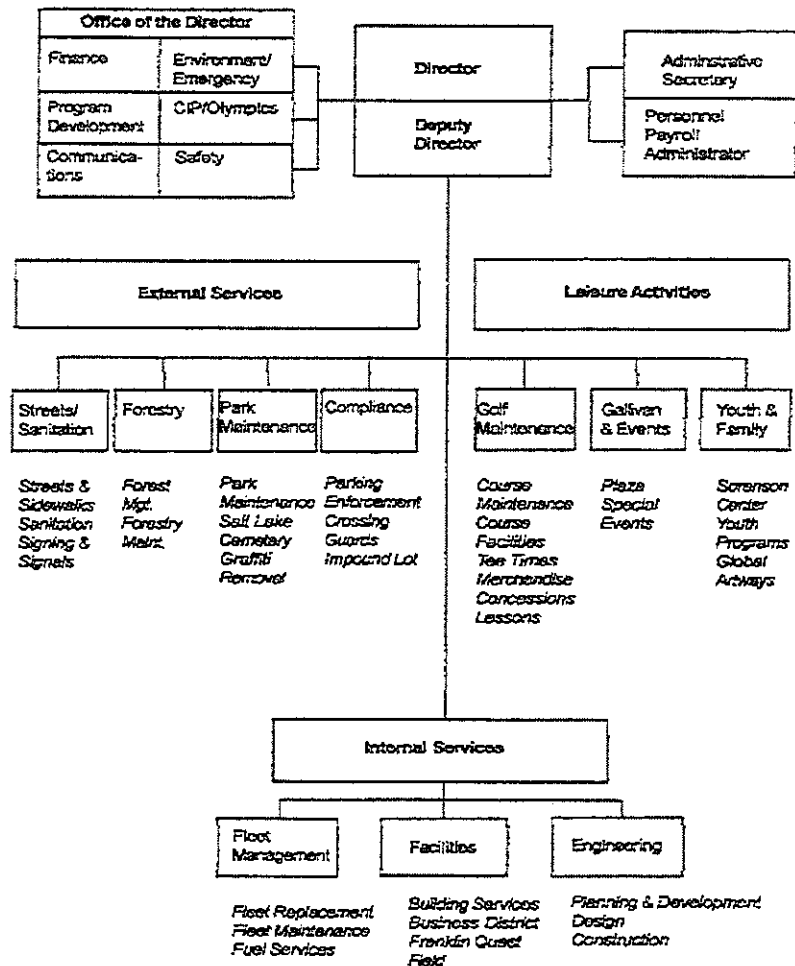 Office of the Director
Finance
Environment/
Emergency
Program
Development
CIP/Olympics
Communica-
tions
Safety
Director
Deputy
Director
Adminstrative
Secretary
Personnel
Payroll
Administrator
External Services
Leisure Activities
Streets/
Sanitation
Streets &
Sidewalks
Sanitation
Signing &
Signals
Forestry
Forest
Mgt.
Forestry
Maint.
Park
Maintenance
Park
Maintenance
Salt Lake
Cemetary
Graffiti
Removal
Compliance
Parking
Enforcement
Crossing
Guards
Impound Lot
Golf
Maintenance
Course
Maintenance
Course
Facilities
Tee Times
Merchandise
Concessions
Lessons
Gallivan
& Events
Plaza
Special
Events
Youth &
Family
Sorenson
Center
Youth
Programs
Global
Artways
Internal Services
Fleet
Management
Fleet Replacement
Fleet Maintenance
Fuel Services
Facilities
Building Services
Business District
Franklin Quest
Field
Engineering
Planning & Development
Design
Construction